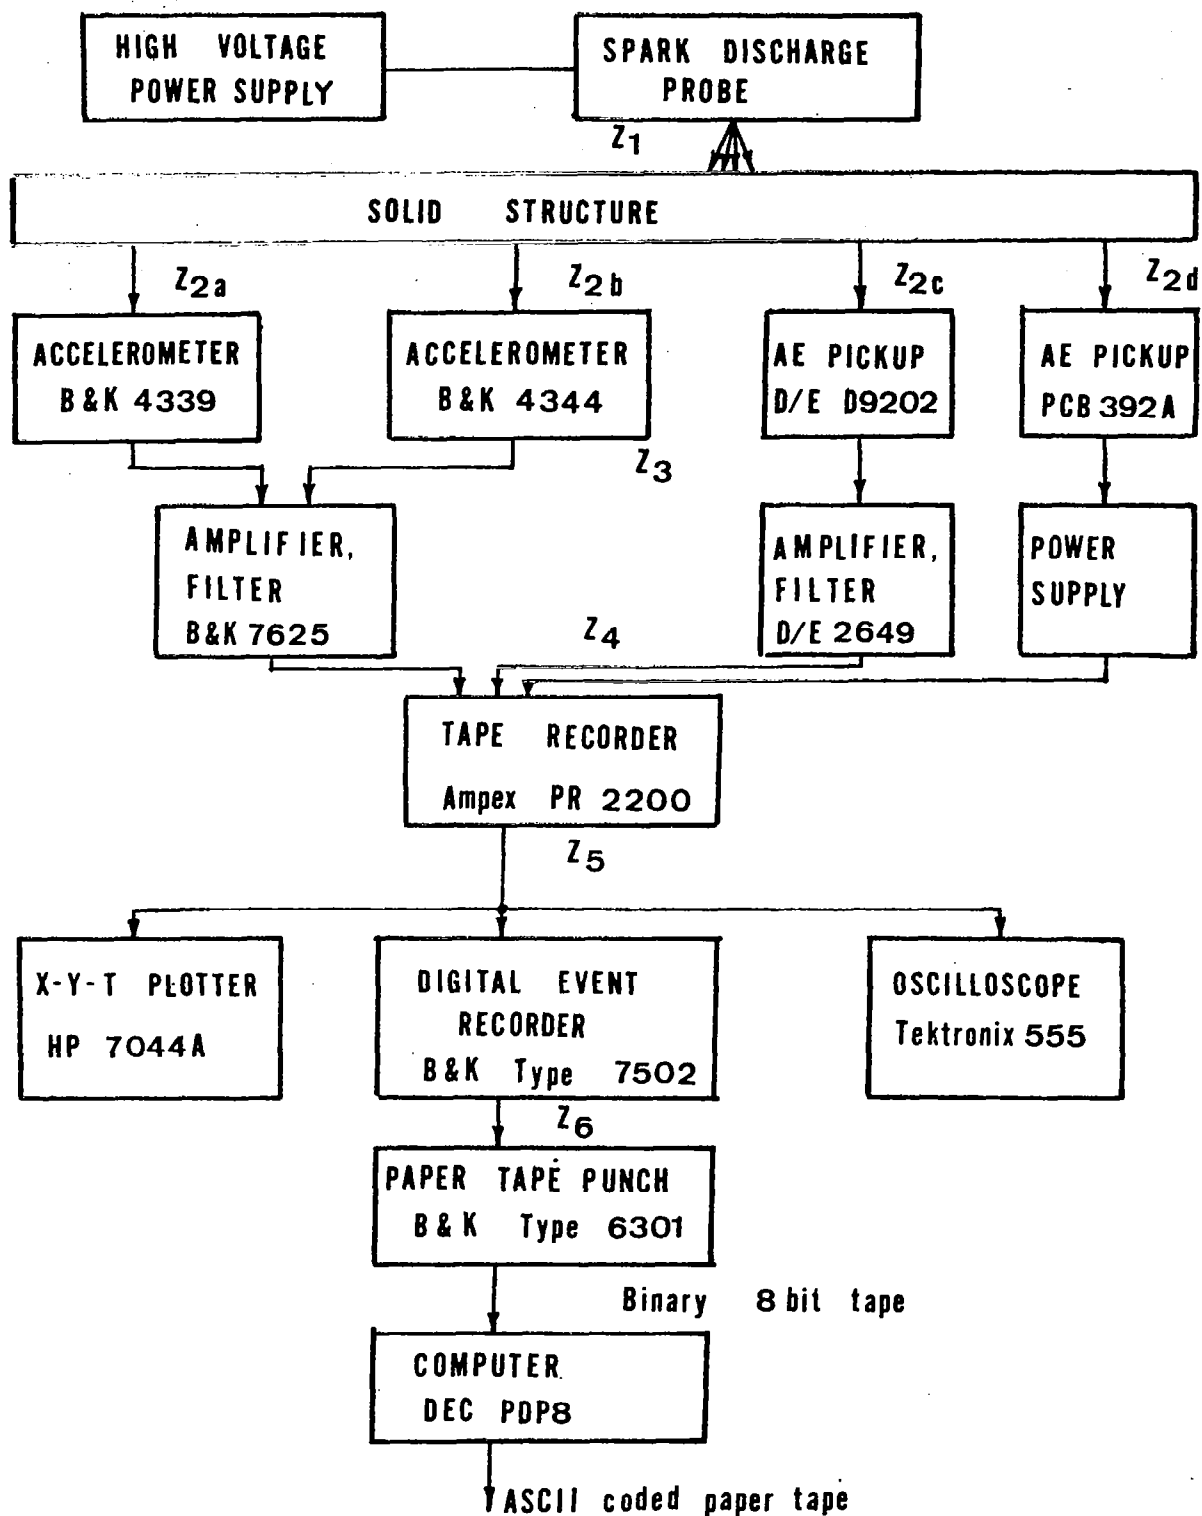 HIGH VOLTAGE
POWER SUPPLY
SPARK DISCHARGE
PROBE
Z1
SOLID STRUCTURE
Z2a
Z2b
Z2c
Z2d
ACCELEROMETER
B&K 4339
ACCELEROMETER
B&K 4344
AE PICKUP
D/E D9202
AE PICKUP
PCB 392A
Z3
AMPLIFIER,
FILTER
B&K 7625
AMPLIFIER,
FILTER
D/E 2649
POWER
SUPPLY
Z4
TAPE RECORDER
Ampex PR 2200
Z5
X-Y-T PLOTTER
HP 7044A
DIGITAL EVENT
RECORDER
B&K Type 7502
OSCILLOSCOPE
Tektronix 555
Z6
PAPER TAPE PUNCH
B&K Type 6301
Binary 8 bit tape
COMPUTER
DEC PDP8
ASCII coded paper tape